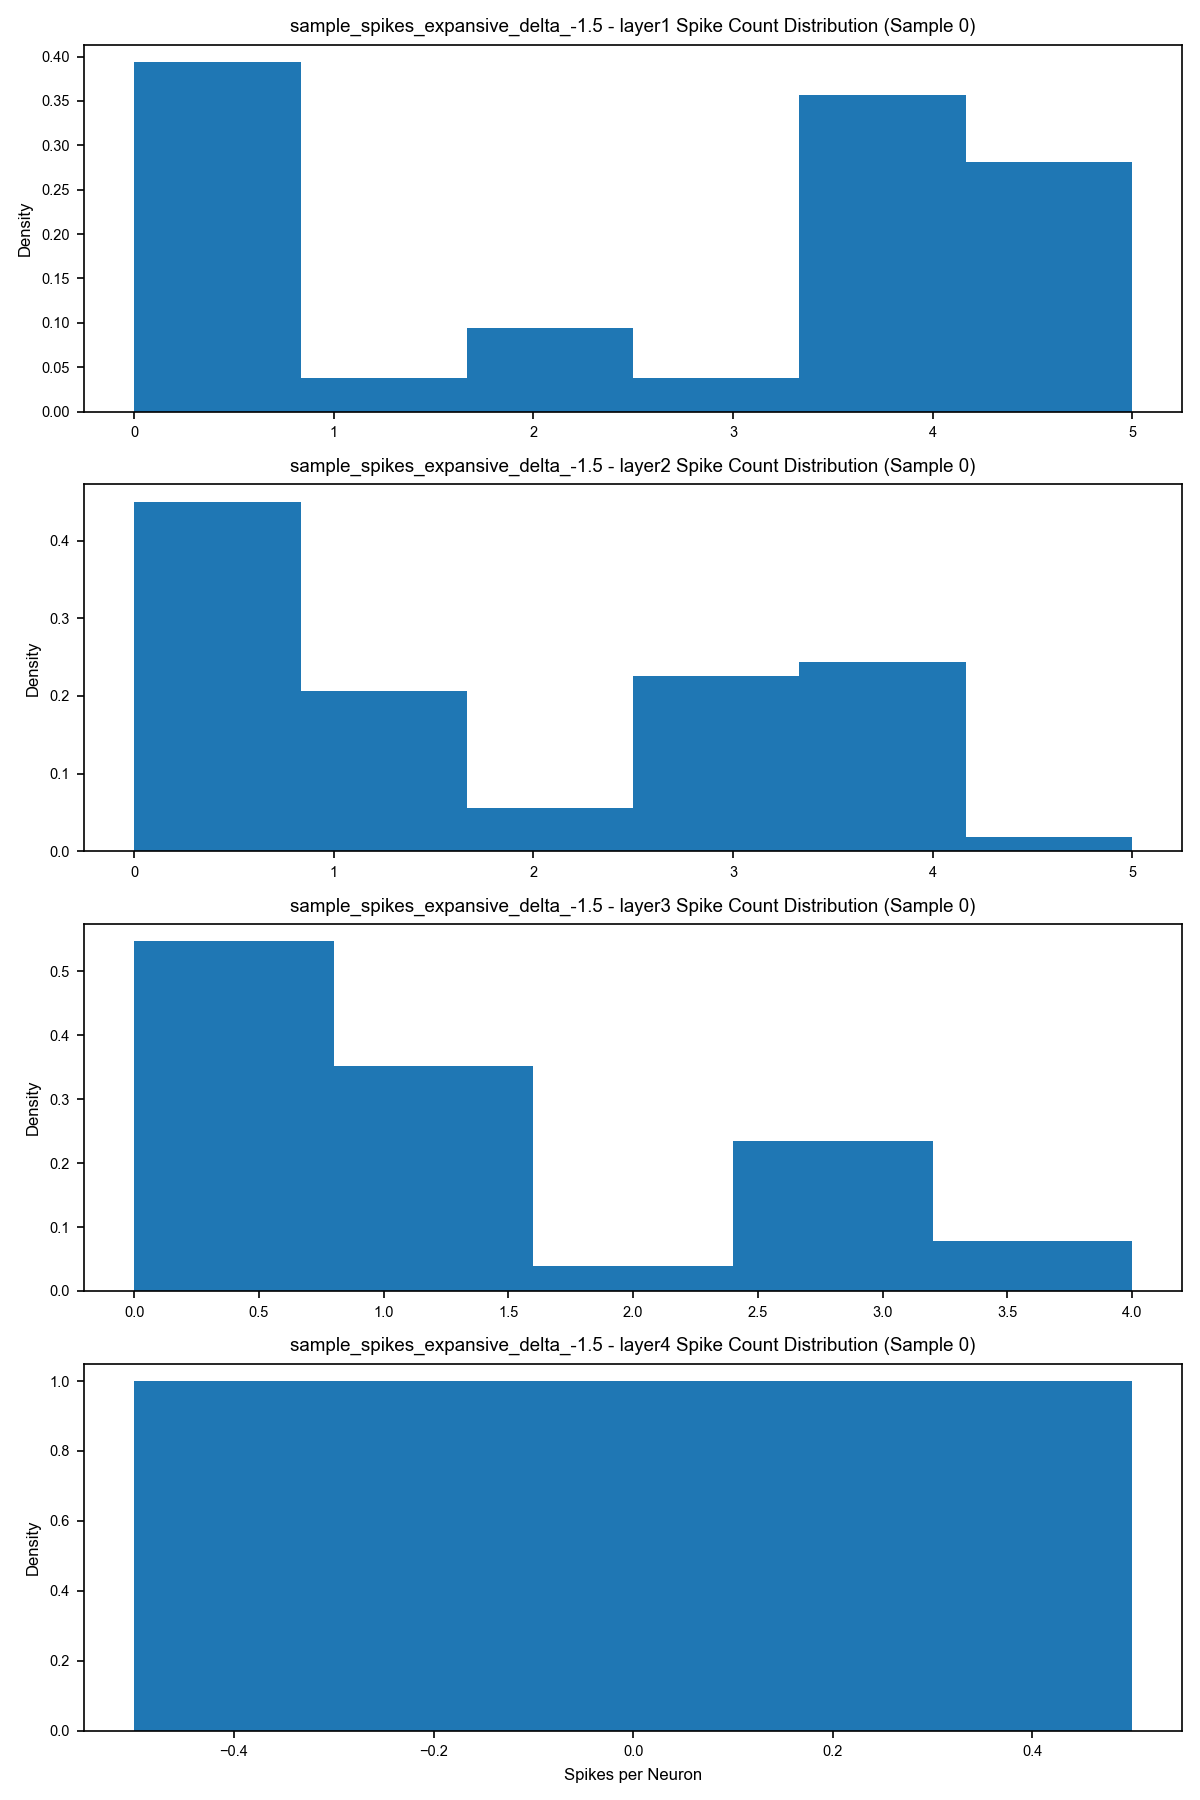 sample_spikes_expansive_delta_-1.5 - layer1 Spike Count Distribution (Sample 0)
0.40
0.35
0.30
0.25
0.20
0.15
0.10
0.05
0.00
Density
0 1 2 3 4 5
sample_spikes_expansive_delta_-1.5 - layer2 Spike Count Distribution (Sample 0)
0.4
0.3
0.2
0.1
0.0
Density
0 1 2 3 4 5
sample_spikes_expansive_delta_-1.5 - layer3 Spike Count Distribution (Sample 0)
0.5
0.4
0.3
0.2
0.1
0.0
Density
0.0 0.5 1.0 1.5 2.0 2.5 3.0 3.5 4.0
sample_spikes_expansive_delta_-1.5 - layer4 Spike Count Distribution (Sample 0)
1.0
0.8
0.6
0.4
0.2
0.0
Density
−0.4 −0.2 0.0 0.2 0.4
Spikes per Neuron